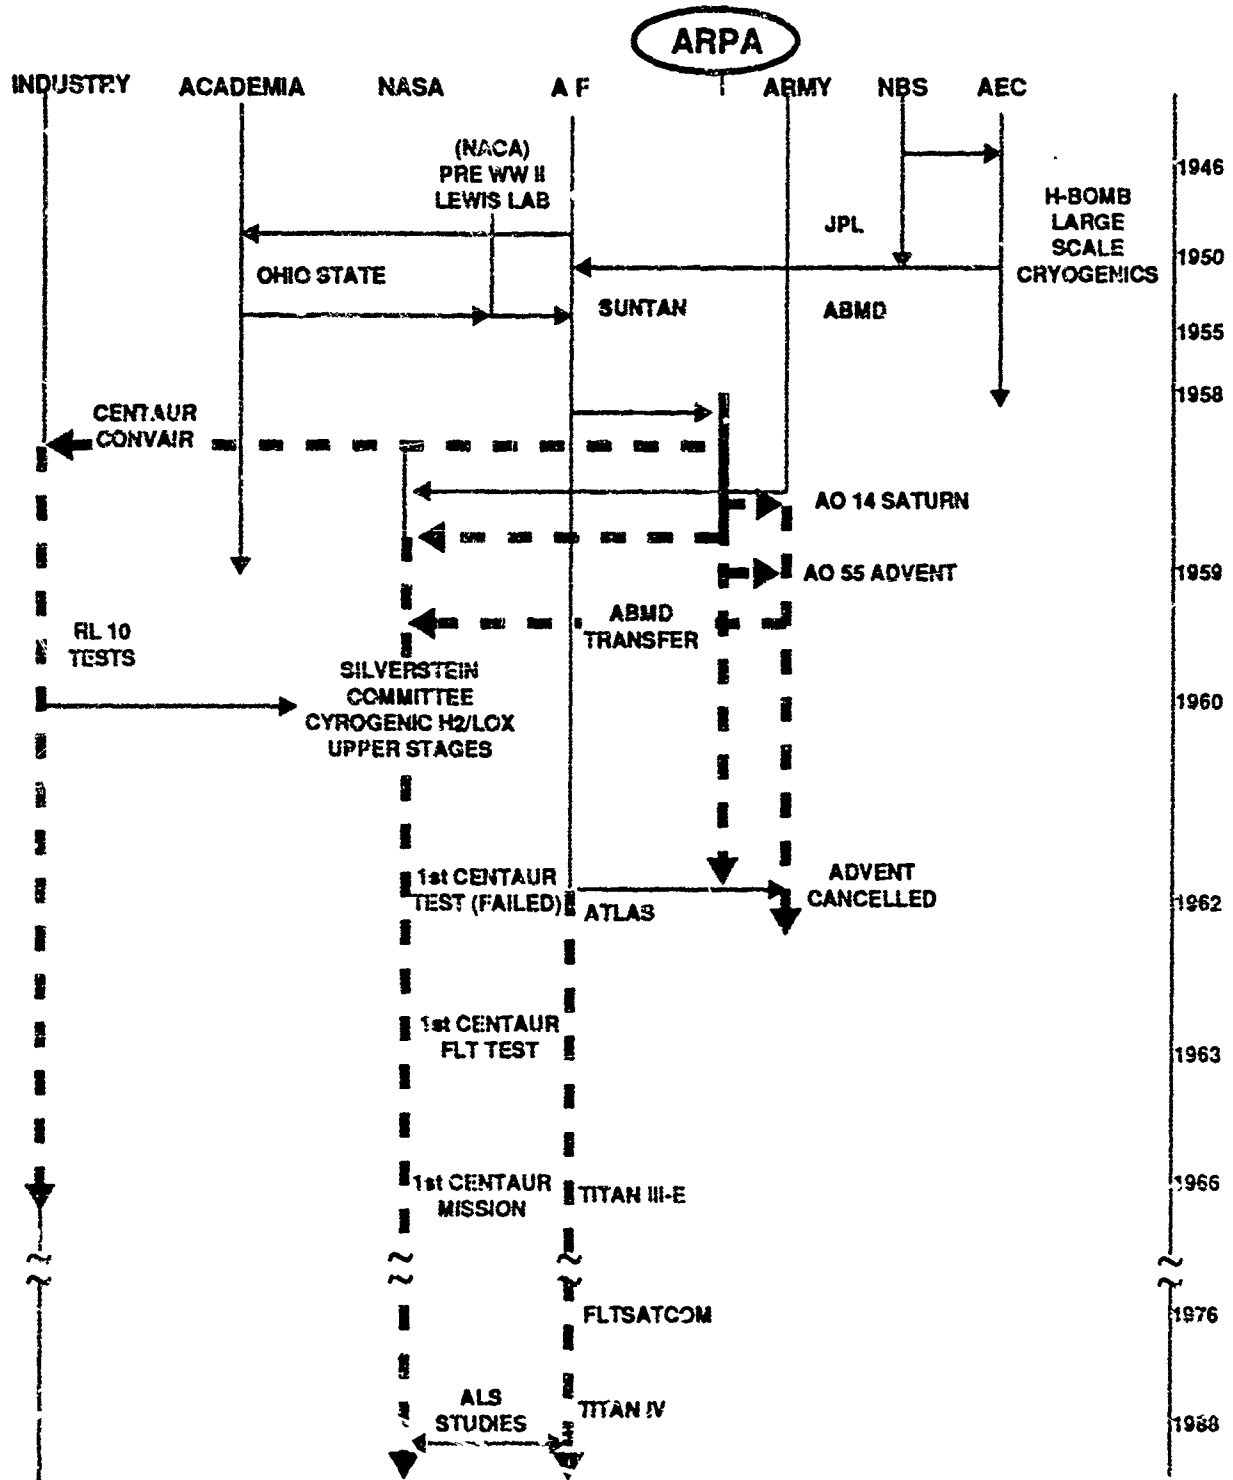 ARPA
INDUSTRY ACADEMIA NASA AF ARMY NBS AEC
(NACA)
PRE WW II
LEWIS LAB
1946
H-BOMB
LARGE
SCALE
CRYOGENICS
JPL
1950
OHIO STATE
SUNTAN
ABMD
1955
1958
CENTAUR
CONVAIR
AO 14 SATURN
AO 55 ADVENT
1959
ABMD
TRANSFER
RL 10
TESTS
SILVERSTEIN
COMMITTEE
CYROGENIC H2/LOX
UPPER STAGES
1960
1st CENTAUR
TEST (FAILED)
ATLAS
ADVENT
CANCELLED
1962
1st CENTAUR
FLT TEST
1963
1st CENTAUR
MISSION
TITAN III-E
1966
FLTSATCOM
1976
ALS
STUDIES
TITAN IV
1988